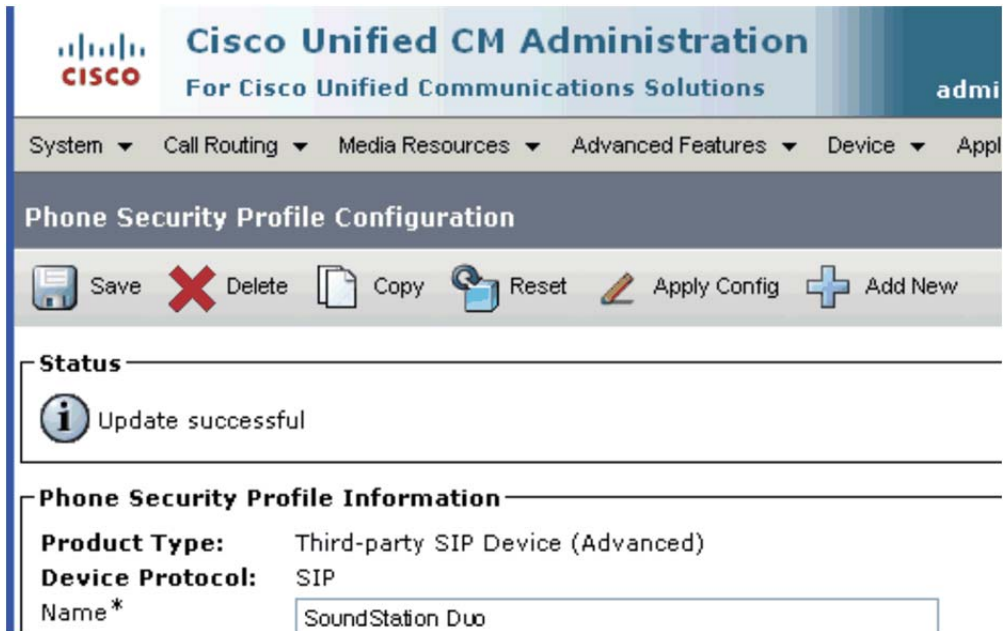 CISCO
Cisco Unified CM Administration
For Cisco Unified Communications Solutions
admi
System Call Routing Media Resources Advanced Features Device Appl
Phone Security Profile Configuration
Save Delete Copy Reset Apply Config Add New
Status
i Update successful
Phone Security Profile Information
Product Type: Third-party SIP Device (Advanced)
Device Protocol: SIP
Name* SoundStation Duo